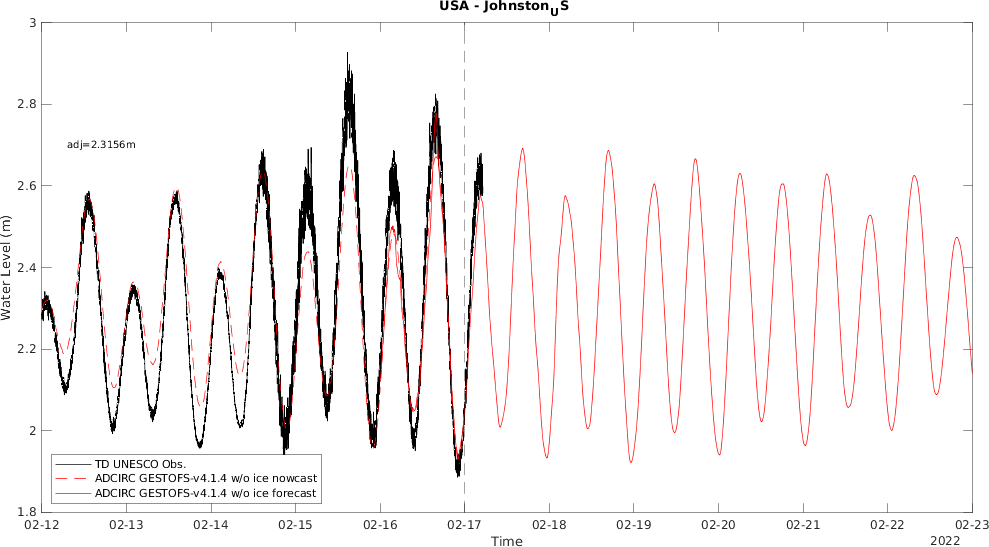 USA - Johnston_US
3
2.8
2.6
2.4
2.2
2
1.8
Water Level (m)
adj=2.3156m
TD UNESCO Obs.
ADCIRC GESTOFS-v4.1.4 w/o ice nowcast
ADCIRC GESTOFS-v4.1.4 w/o ice forecast
02-12 02-13 02-14 02-15 02-16 02-17 02-18 02-19 02-20 02-21 02-22 02-23
Time
2022